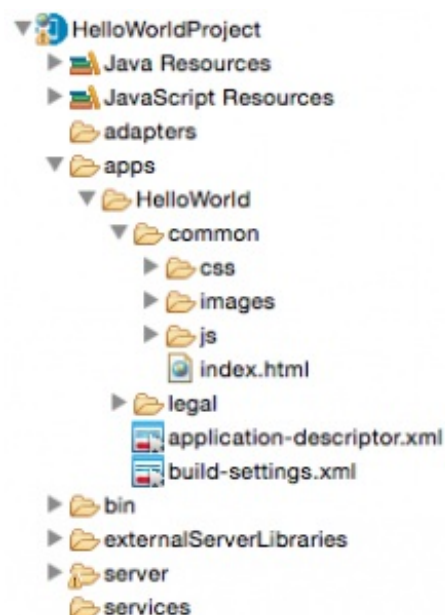 HelloWorldProject
Java Resources
JavaScript Resources
adapters
apps
HelloWorld
common
css
images
js
index.html
legal
application-descriptor.xml
build-settings.xml
bin
externalServerLibraries
server
services